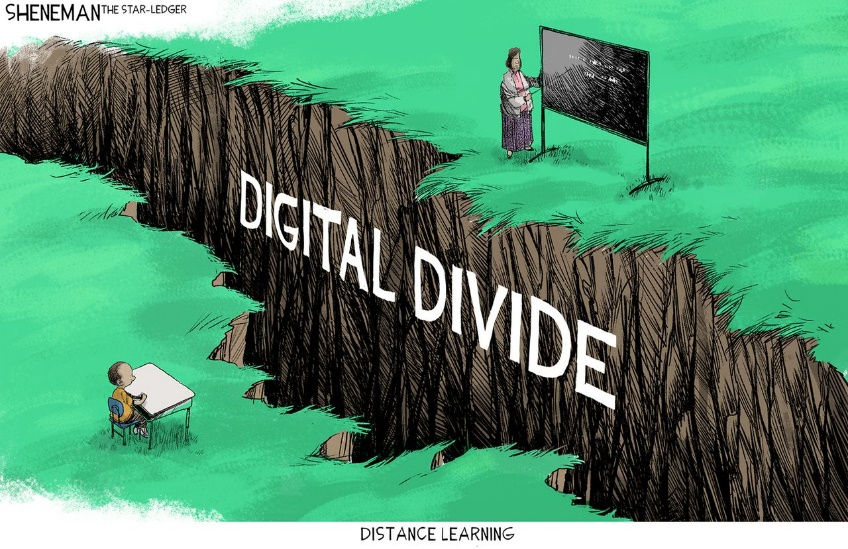 SHENEMAN THE STAR-LEDGER
DIGITAL DIVIDE
DISTANCE LEARNING